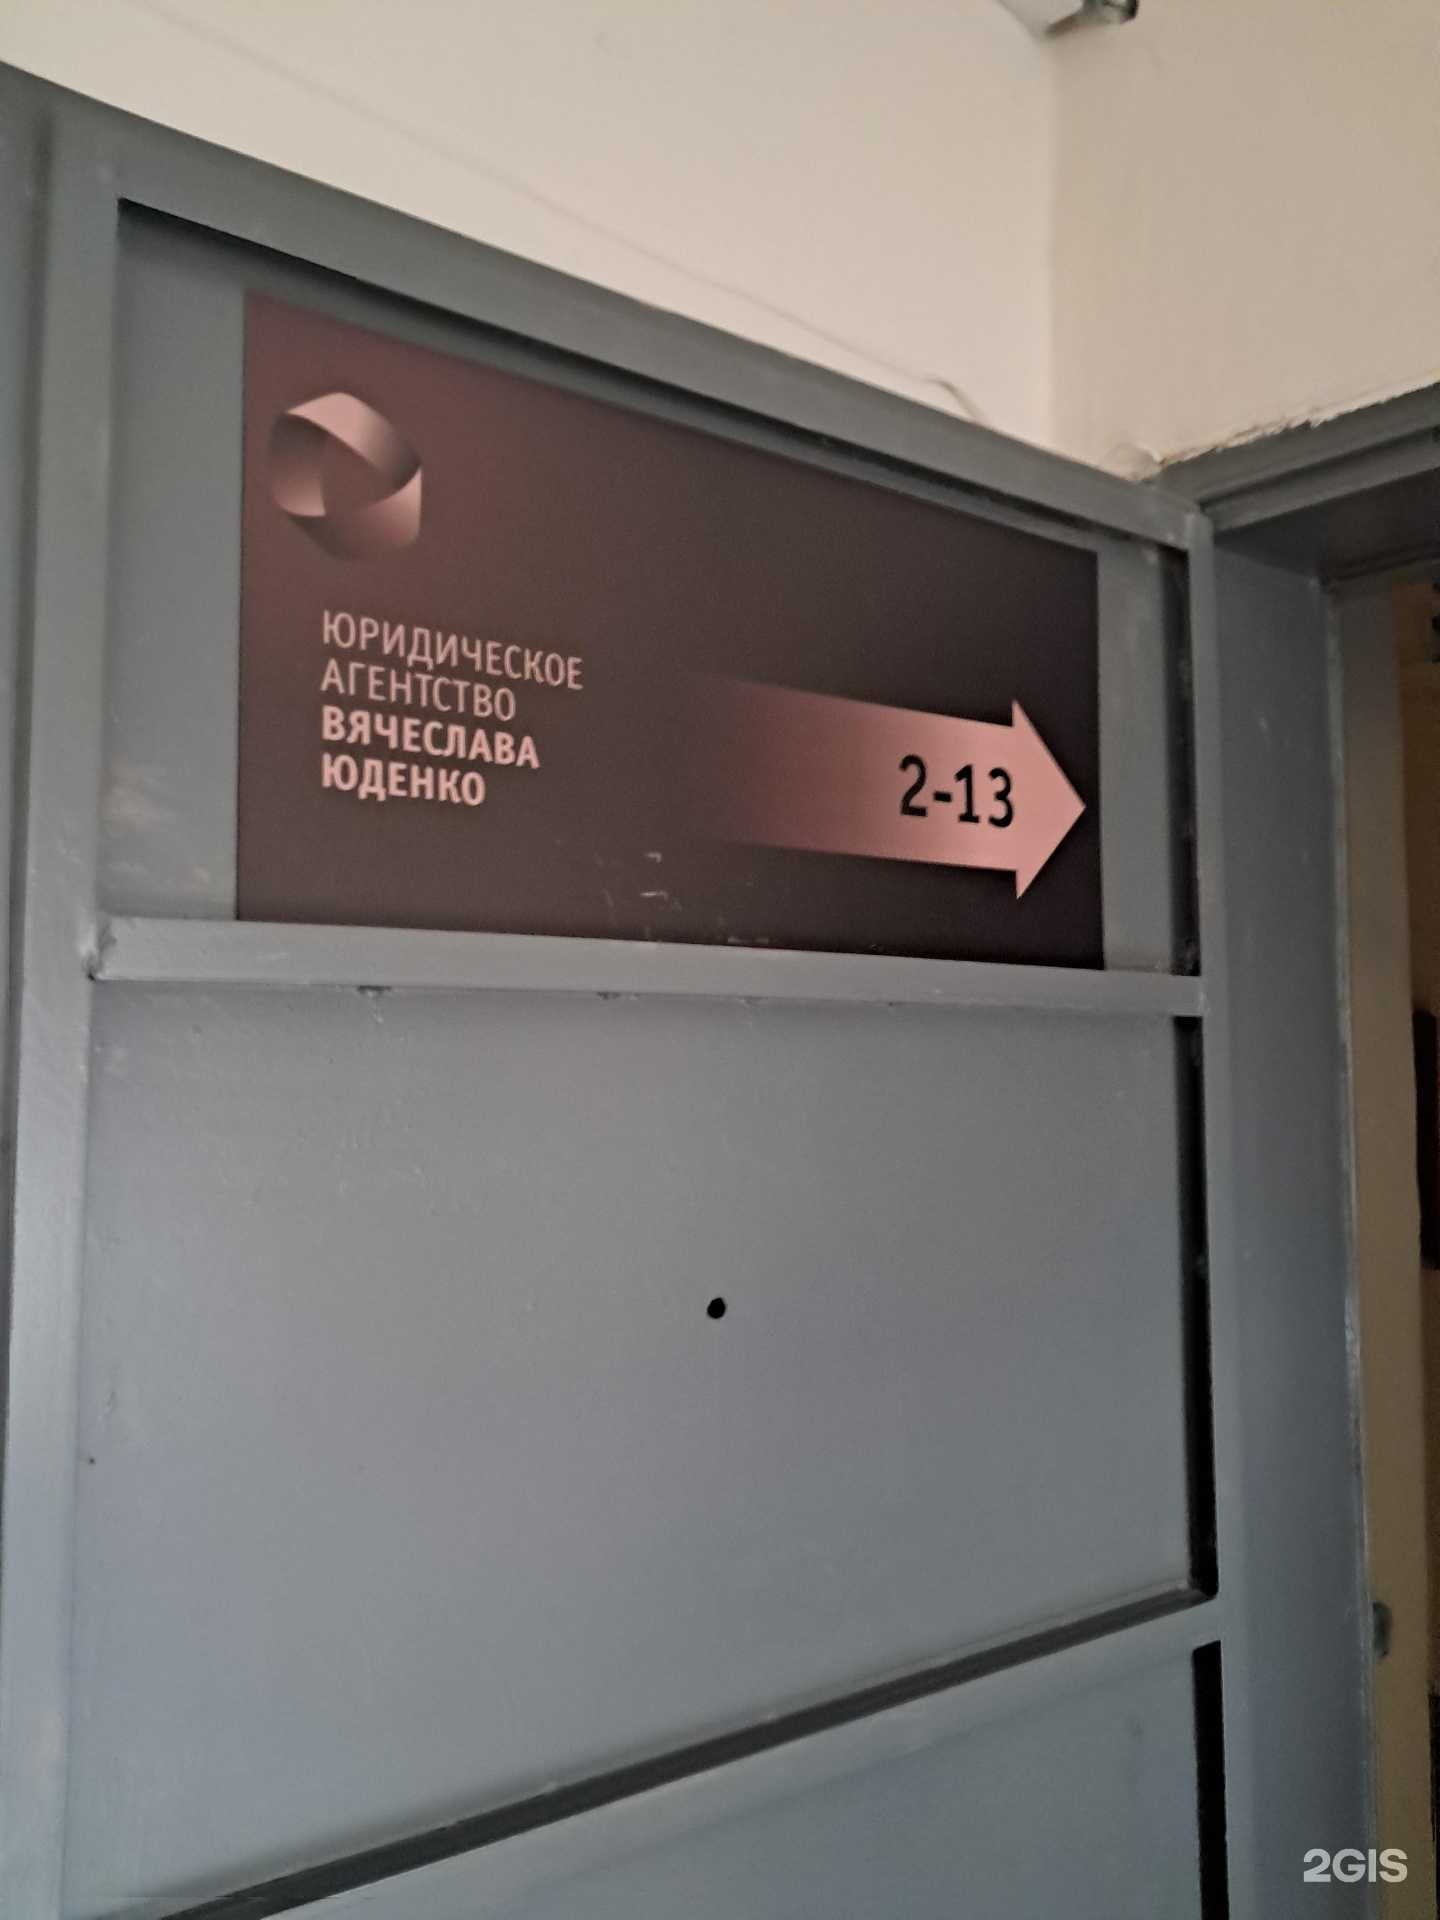 ЮРИДИЧЕСКОЕ
АГЕНТСТВО
ВЯЧЕСЛАВА
ЮДЕНКО
2-13
2GIS